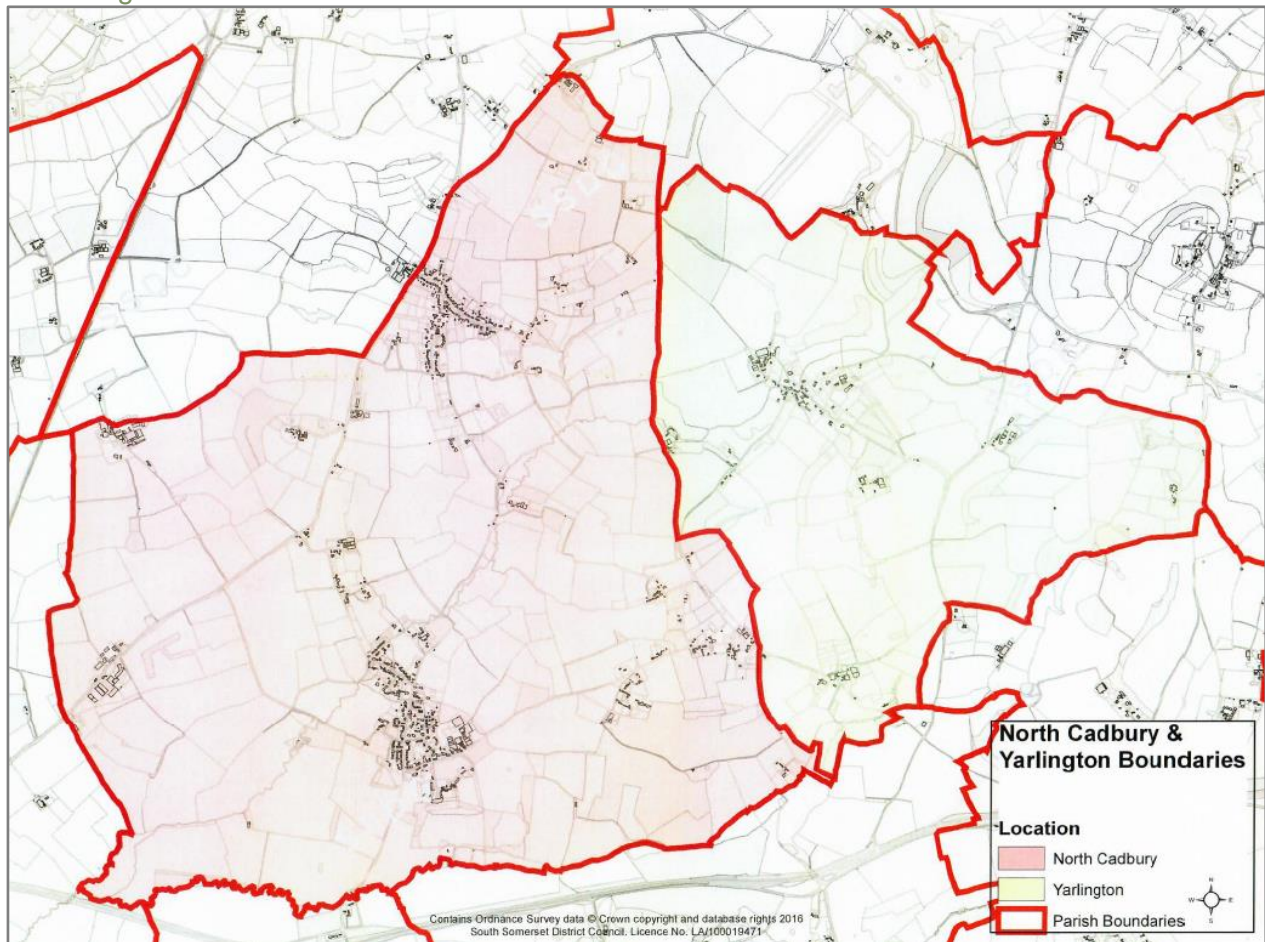 North Cadbury &
Yarlington Boundaries
Location
North Cadbury
Yarlington
Parish Boundaries
N
W E
S
Contains Ordnance Survey data © Crown copyright and database rights 2016
South Somerset District Council. Licence No. LA/100019471